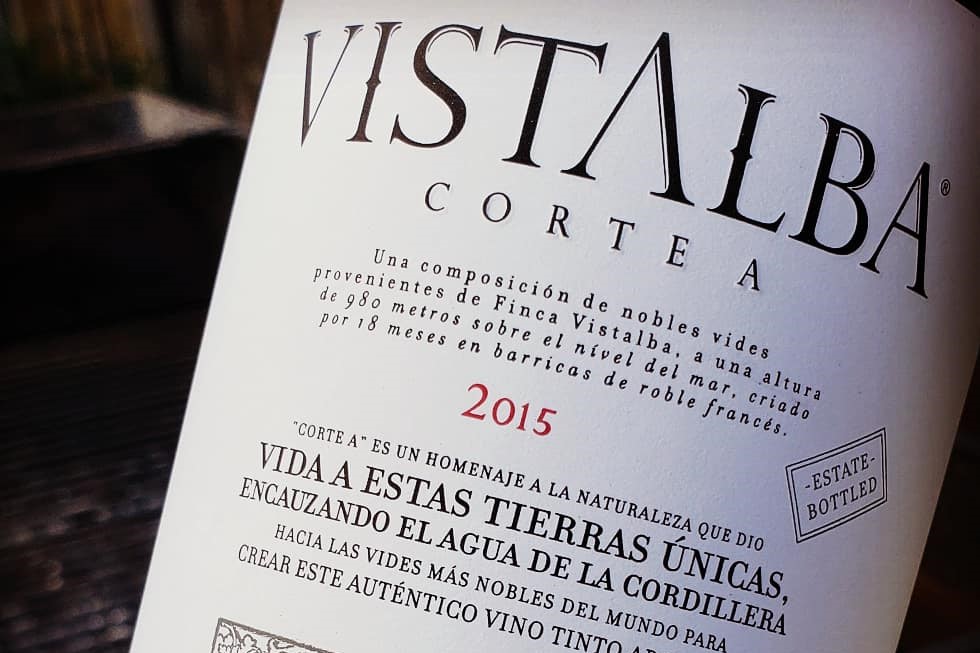 VISTALBA®
CORTE A
Una composición de nobles vides
provenientes de Finca Vistalba, a una altura
de 980 metros sobre el nivel del mar, criado
por 18 meses en barricas de roble francés.
2015
-ESTATE-
BOTTLED
"CORTE A" ES UN HOMENAJE A LA NATURALEZA QUE DIO
VIDA A ESTAS TIERRAS ÚNICAS,
ENCAUZANDO EL AGUA DE LA CORDILLERA
HACIA LAS VIDES MÁS NOBLES DEL MUNDO PARA
CREAR ESTE AUTÉNTICO VINO TINTO